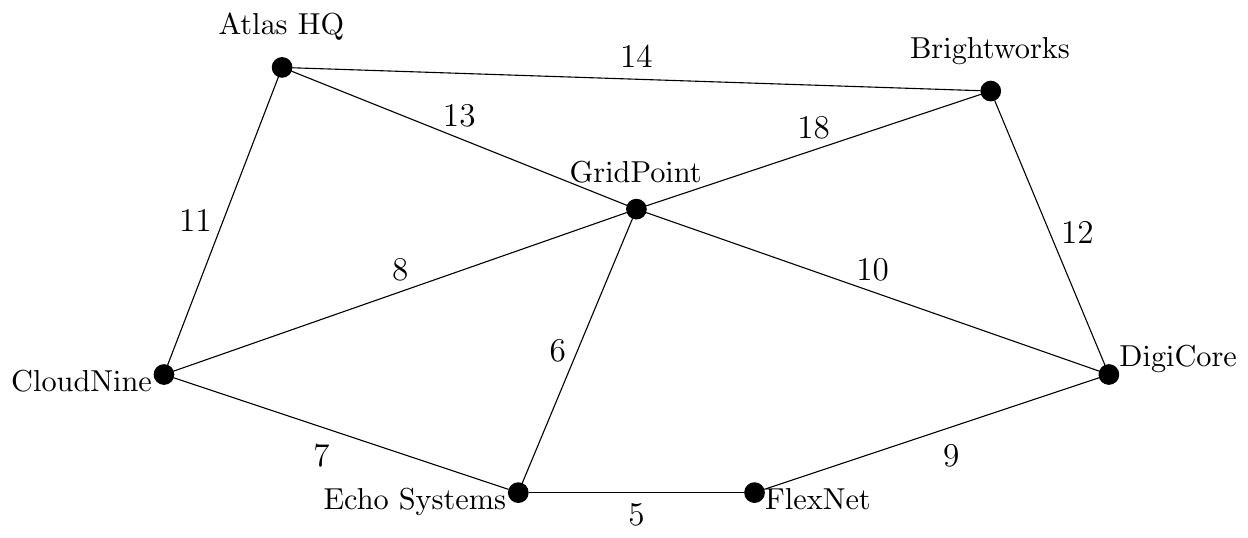 Atlas HQ
Brightworks
14
13
18
GridPoint
11
12
8
10
6
DigiCore
CloudNine
7
9
Echo Systems
FlexNet
5